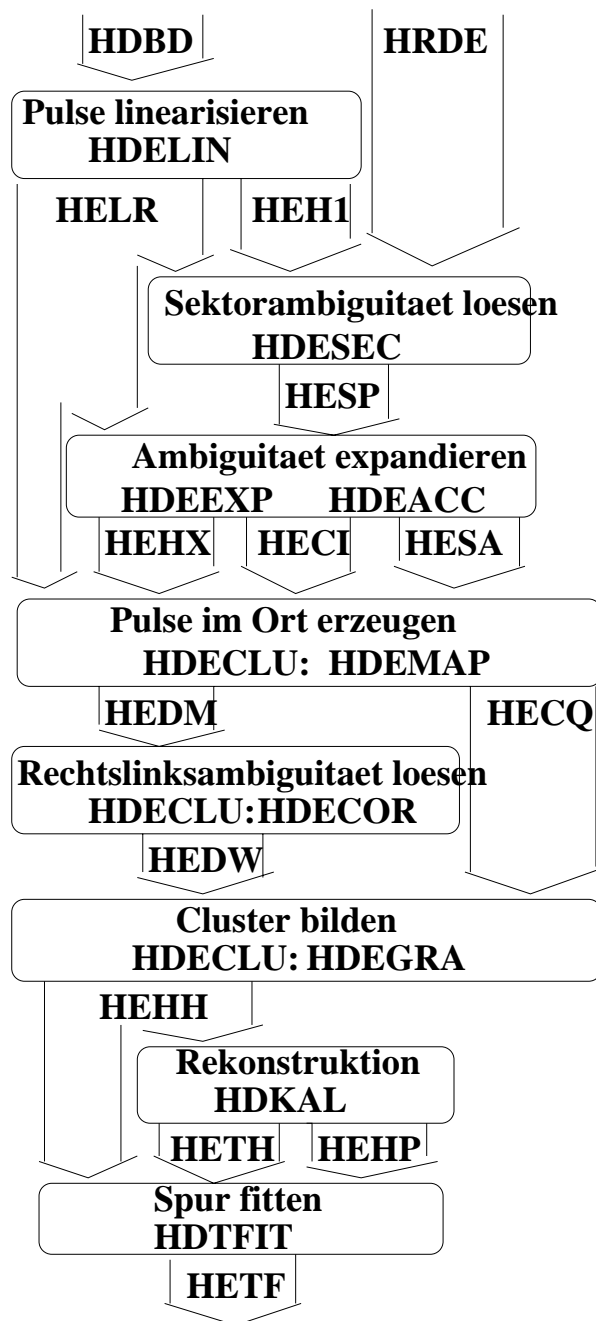 HDBD HRDE
Pulse linearisieren
HDELIN
HELR HEH1
Sektorambiguitaet loesen
HDESEC
HESP
Ambiguitaet expandieren
HDEEXP HDEACC
HEHX HECI HESA
Pulse im Ort erzeugen
HDECLU: HDEMAP
HEDM HECQ
Rechtslinksambiguitaet loesen
HDECLU:HDECOR
HEDW
Cluster bilden
HDECLU: HDEGRA
HEHH
Rekonstruktion
HDKAL
HETH HEHP
Spur fitten
HDTFIT
HETF